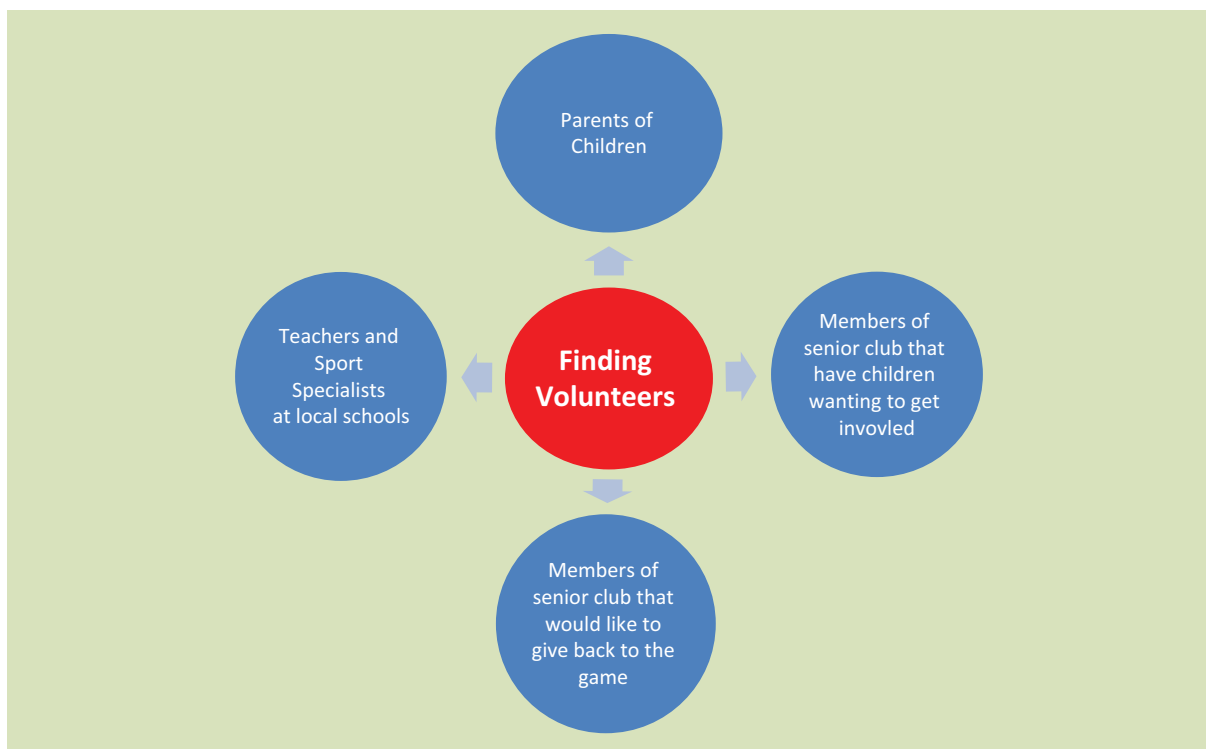 Parents of
Children
Teachers and
Sport
Specialists
at local schools
Finding
Volunteers
Members of
senior club that
have children
wanting to get
invovled
Members of
senior club that
would like to
give back to the
game